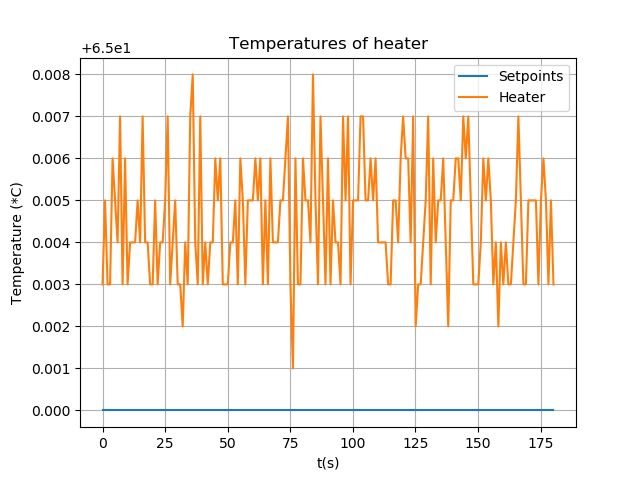 Temperatures of heater
+6.5e1
Setpoints
Heater
0.008
0.007
0.006
0.005
0.004
0.003
0.002
0.001
0.000
Temperature (*C)
0 25 50 75 100 125 150 175
t(s)